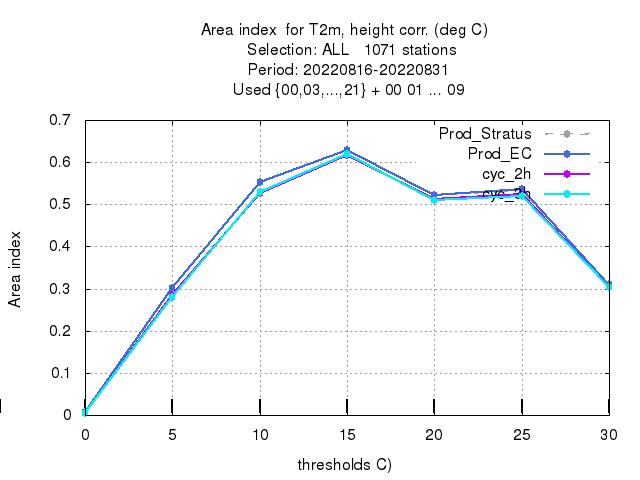 Area index  for T2m, height corr. (deg C)
Selection: ALL   1071 stations
Period: 20220816-20220831
Used {00,03,...,21} + 00 01 ... 09
Prod_Stratus
Prod_EC
cyc_2h
Area index
0.7
0.6
0.5
0.4
0.3
0.2
0.1
0
0 5 10 15 20 25 30
thresholds C)